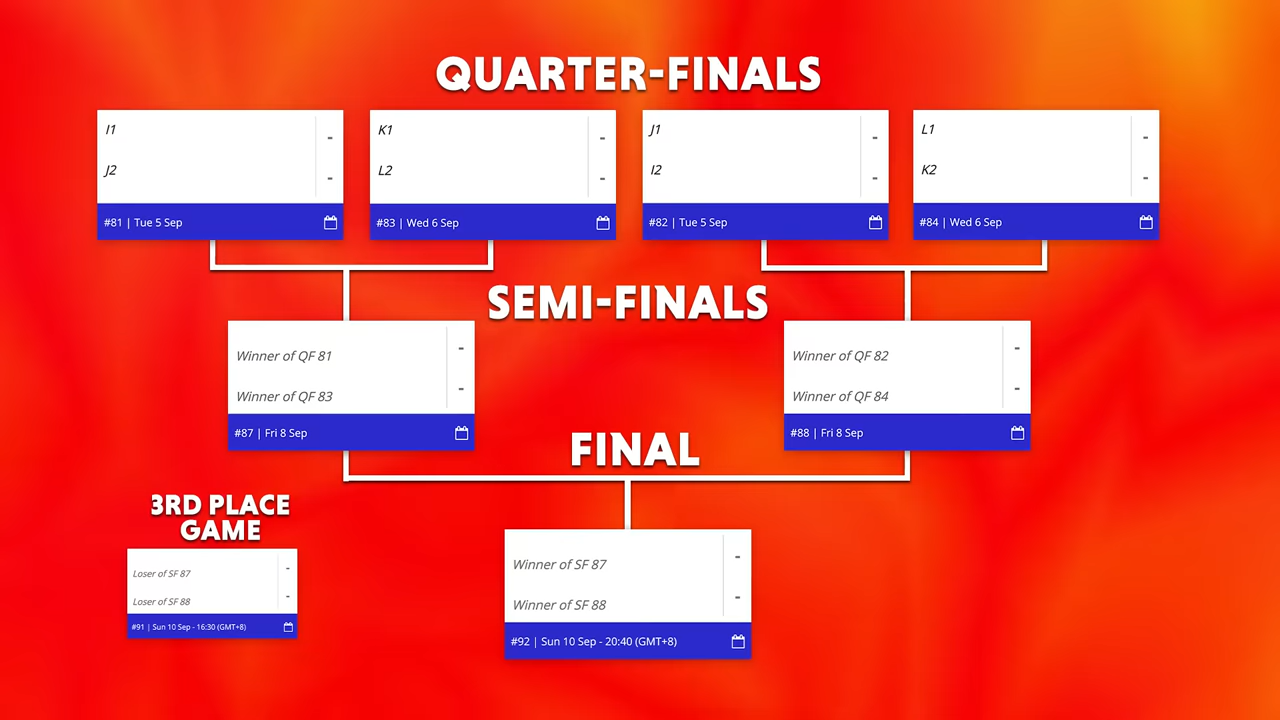 QUARTER-FINALS
I1
-
J2
-
#81 | Tue 5 Sep
K1
-
L2
-
#83 | Wed 6 Sep
J1
-
I2
-
#82 | Tue 5 Sep
L1
-
K2
-
#84 | Wed 6 Sep
SEMI-FINALS
Winner of QF 81
-
Winner of QF 83
-
#87 | Fri 8 Sep
Winner of QF 82
-
Winner of QF 84
-
#88 | Fri 8 Sep
FINAL
Winner of SF 87
-
Winner of SF 88
-
#92 | Sun 10 Sep - 20:40 (GMT+8)
3RD PLACE
GAME
Loser of SF 87
-
Loser of SF 88
-
#91 | Sun 10 Sep - 16:30 (GMT+8)